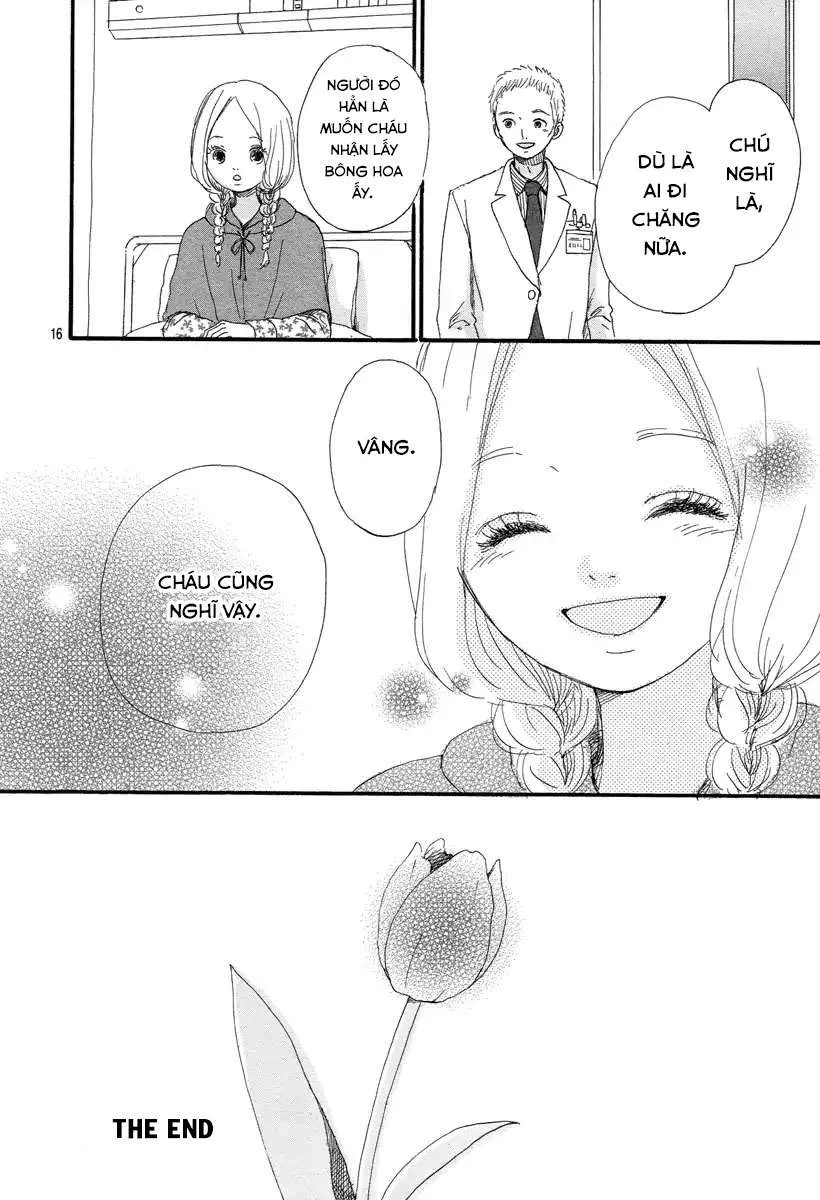 CHÚ
NGHĨ
LÀ,
DÙ LÀ
AI ĐI
CHĂNG
NỮA.
NGƯỜI ĐÓ
HẲN LÀ
MUỐN CHÁU
NHẬN LẤY
BÔNG HOA
ẤY.
16
VÂNG.
CHÁU CŨNG
NGHĨ VẬY.
THE END